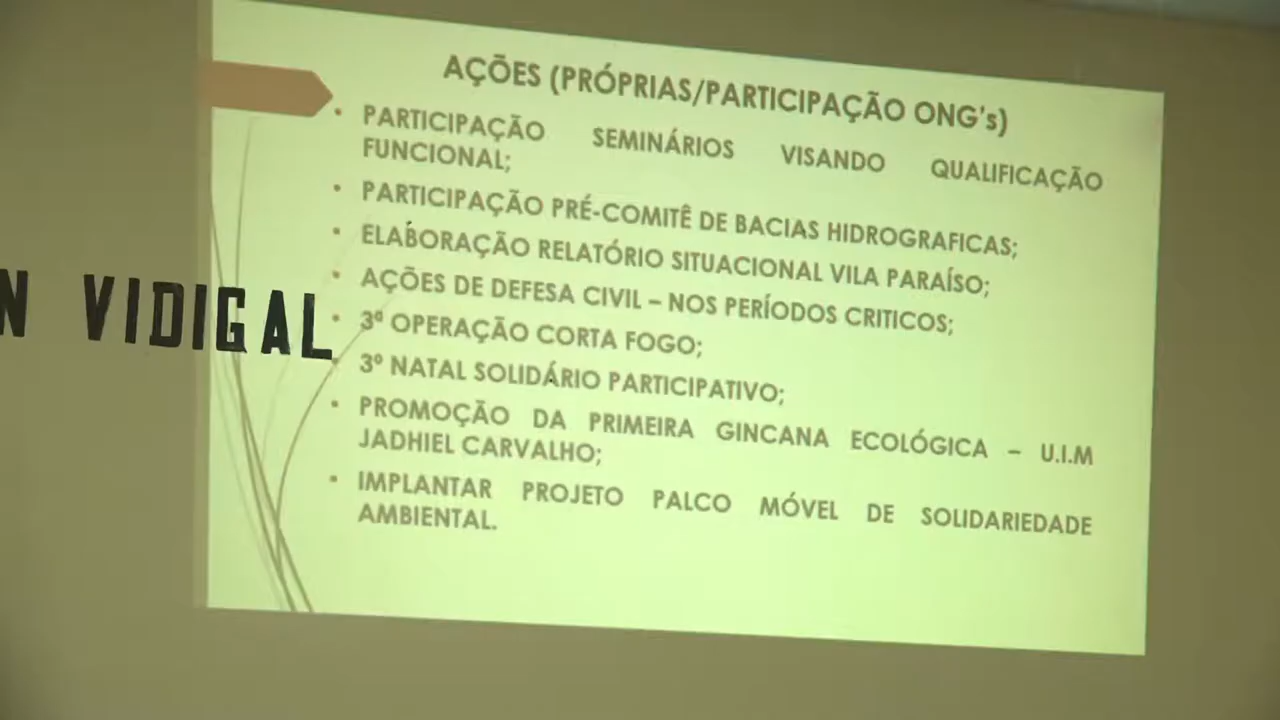 AÇÕES (PRÓPRIAS/PARTICIPAÇÃO ONG's)
• PARTICIPAÇÃO SEMINÁRIOS VISANDO QUALIFICAÇÃO
FUNCIONAL;
• PARTICIPAÇÃO PRÉ-COMITÊ DE BACIAS HIDROGRAFICAS;
• ELABORAÇÃO RELATÓRIO SITUACIONAL VILA PARAÍSO;
• AÇÕES DE DEFESA CIVIL – NOS PERÍODOS CRITICOS;
• 3ª OPERAÇÃO CORTA FOGO;
• 3º NATAL SOLIDÁRIO PARTICIPATIVO;
• PROMOÇÃO DA PRIMEIRA GINCANA ECOLÓGICA – U.I.M
JADHIEL CARVALHO;
• IMPLANTAR PROJETO PALCO MÓVEL DE SOLIDARIEDADE
AMBIENTAL.
N VIDIGAL